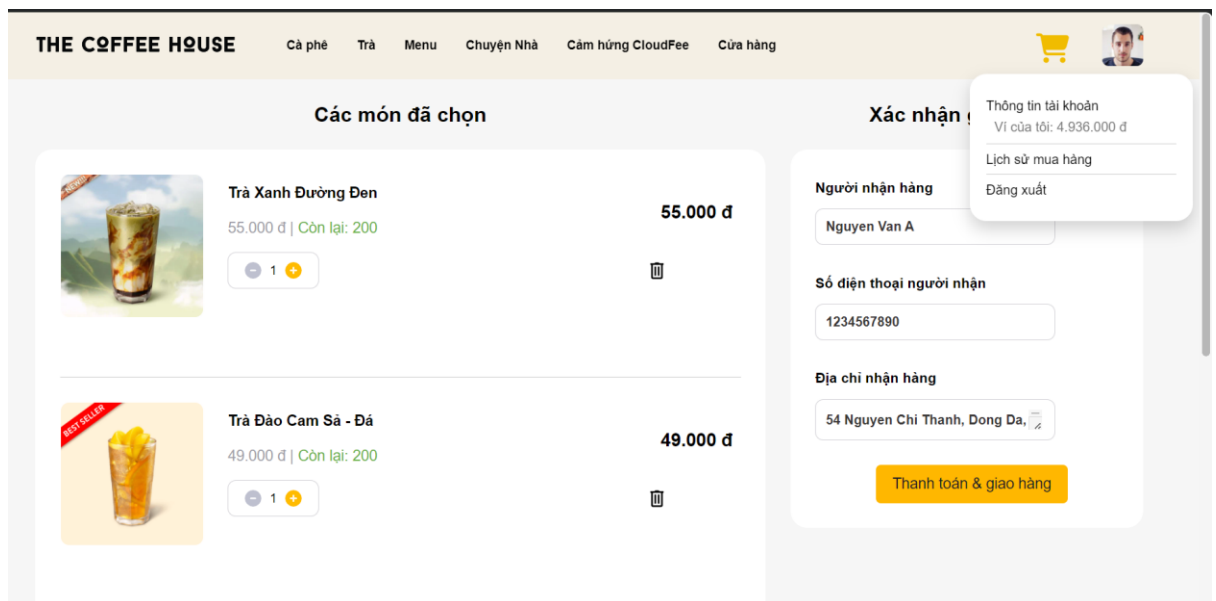 THE COFFEE HOUSE Cà phê Trà Menu Chuyện Nhà Cảm hứng CloudFee Cửa hàng
Thông tin tài khoản
Ví của tôi: 4.936.000 đ
Lịch sử mua hàng
Đăng xuất
Các món đã chọn
NEW
Trà Xanh Đường Đen
55.000 đ | Còn lại: 200
1
55.000 đ
BEST SELLER
Trà Đào Cam Sả - Đá
49.000 đ | Còn lại: 200
1
49.000 đ
Xác nhận
Người nhận hàng
Nguyen Van A
Số điện thoại người nhận
1234567890
Địa chỉ nhận hàng
54 Nguyen Chi Thanh, Dong Da,
Thanh toán & giao hàng